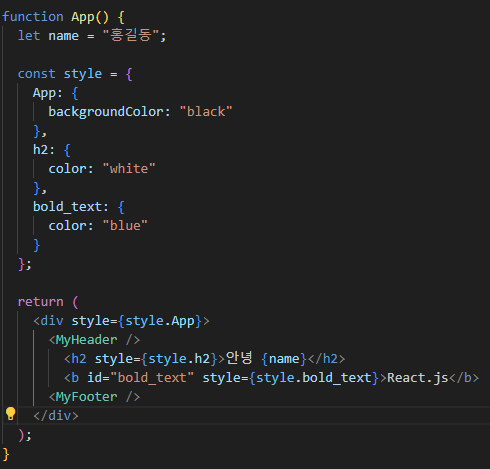 function App() {
  let name = "홍길동";

  const style = {
    App: {
      backgroundColor: "black"
    },
    h2: {
      color: "white"
    },
    bold_text: {
      color: "blue"
    }
  };

  return (
    <div style={style.App}>
      <MyHeader />
        <h2 style={style.h2}>안녕 {name}</h2>
        <b id="bold_text" style={style.bold_text}>React.js</b>
      <MyFooter />
    </div>
  );
}